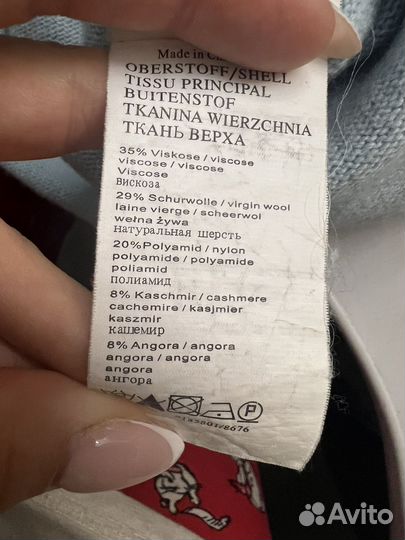 Made in
OBERSTOFF/SHELL
TISSU PRINCIPAL
BUITENSTOF
TKANINA WIERZCHNIA
ТКАНЬ ВЕРХА
35% Viskose / viscose
viscose / viscose
Viscose
Вискоза
29% Schurwolle / virgin wool
laine vierge / scheerwol
wełna żywa
натуральная шерсть
20%Polyamid / nylon
polyamide / polyamide
poliamid
полиамид
8% Kaschmir / cashmere
cachemire / kasjmier
kaszmir
кашемир
8% Angora / angora
angora / angora
angora
ангора
P
/8676
Avito